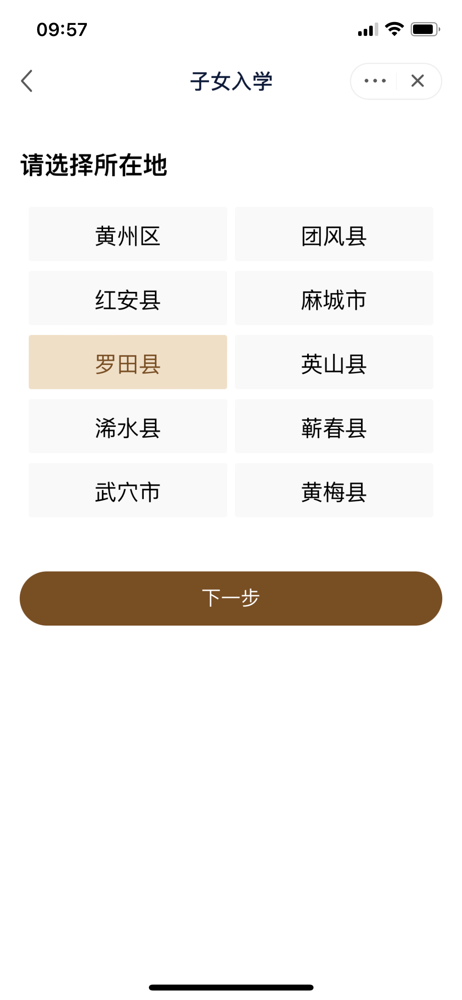 09:57
子女入学
请选择所在地
黄州区
团风县
红安县
麻城市
罗田县
英山县
浠水县
蕲春县
武穴市
黄梅县
下一步